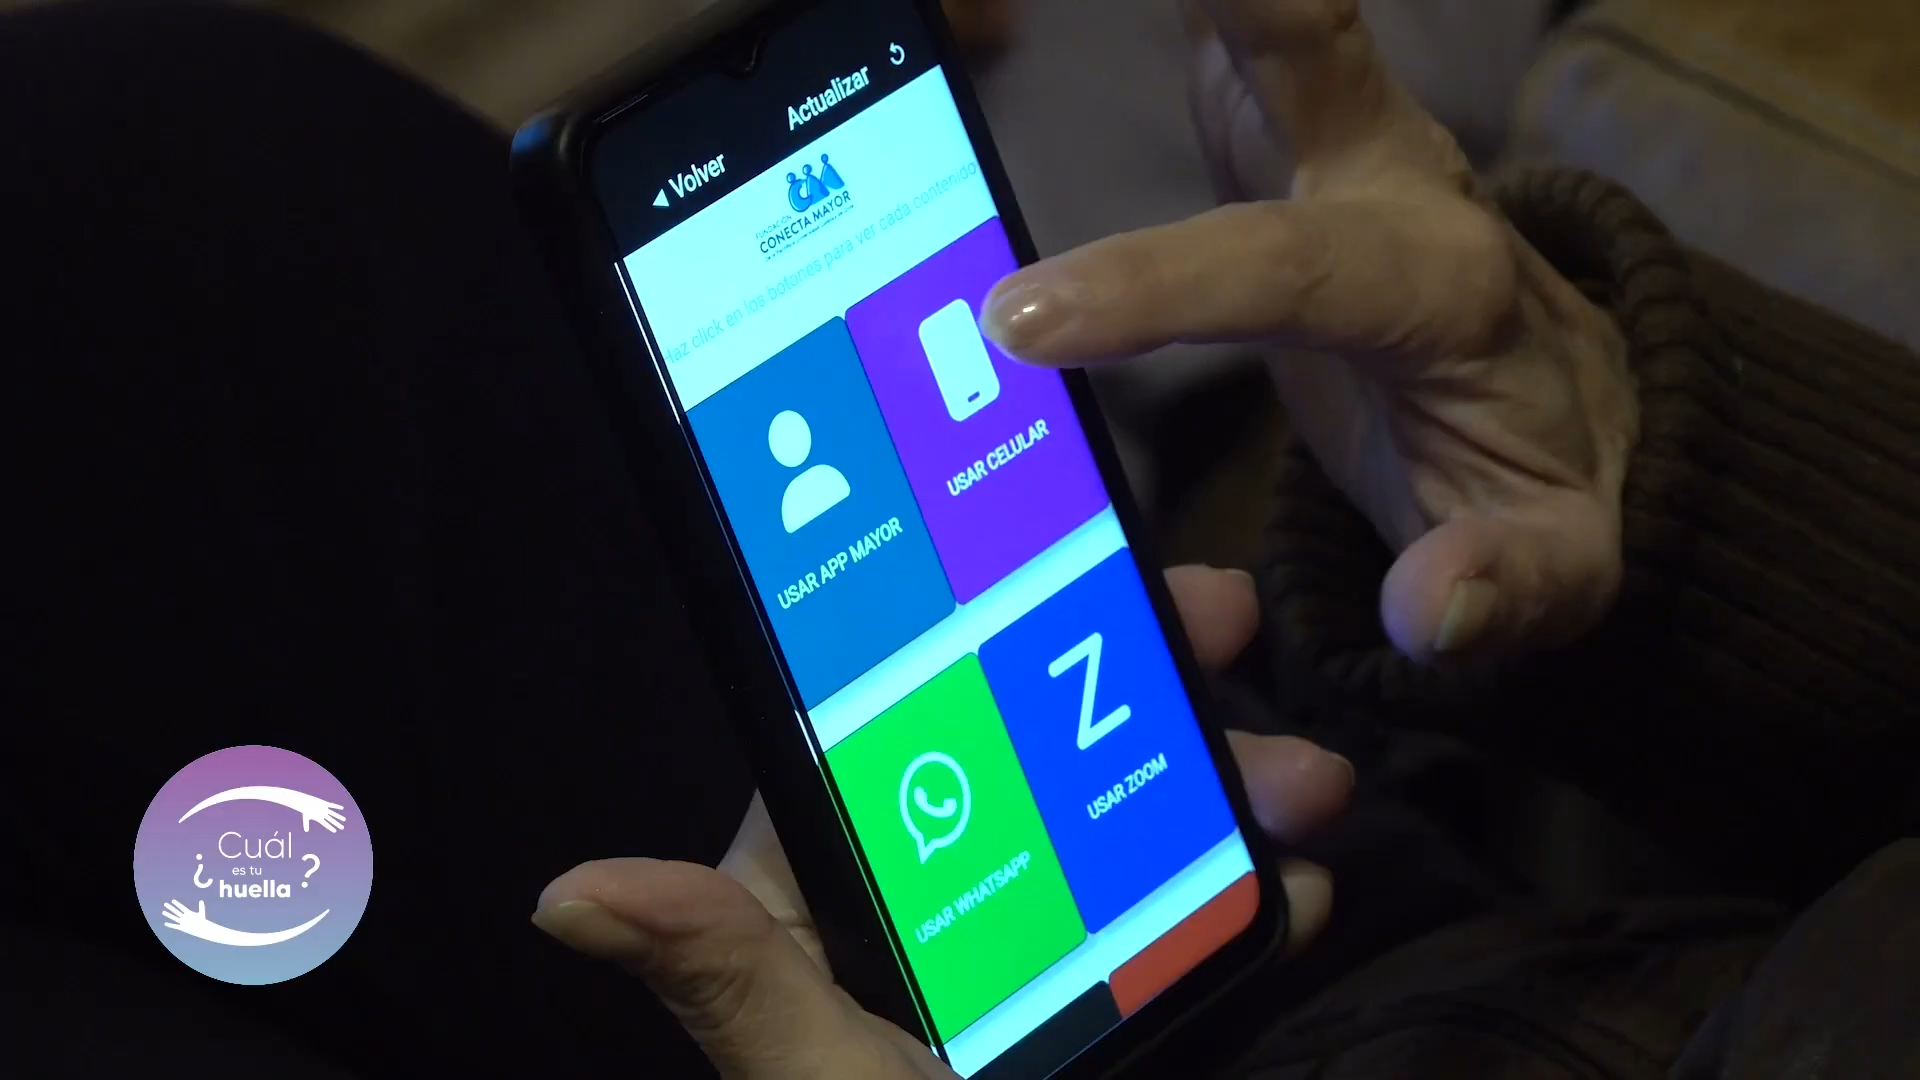 Actualizar
◀ Volver
FUNDACIÓN
CONECTA MAYOR
Haz click en los botones para ver cada contenido
USAR APP MAYOR
USAR CELULAR
USAR WHATSAPP
Z
USAR ZOOM
¿Cuál
es tu
huella?